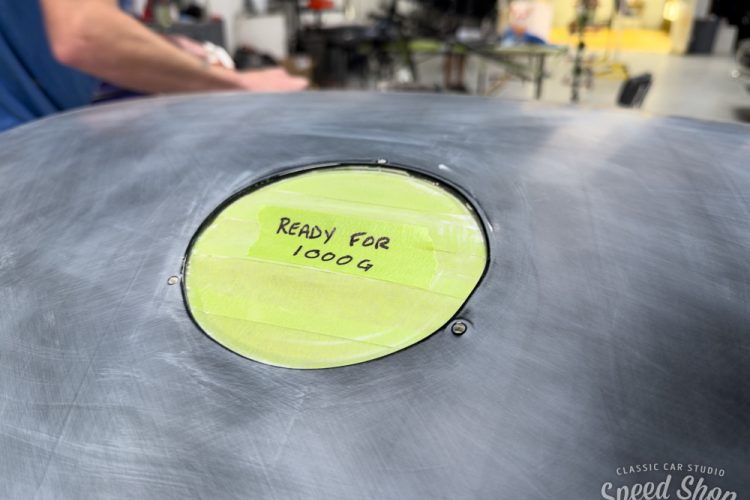 READY FOR
1000G
CLASSIC CAR STUDIO
Speed Shop